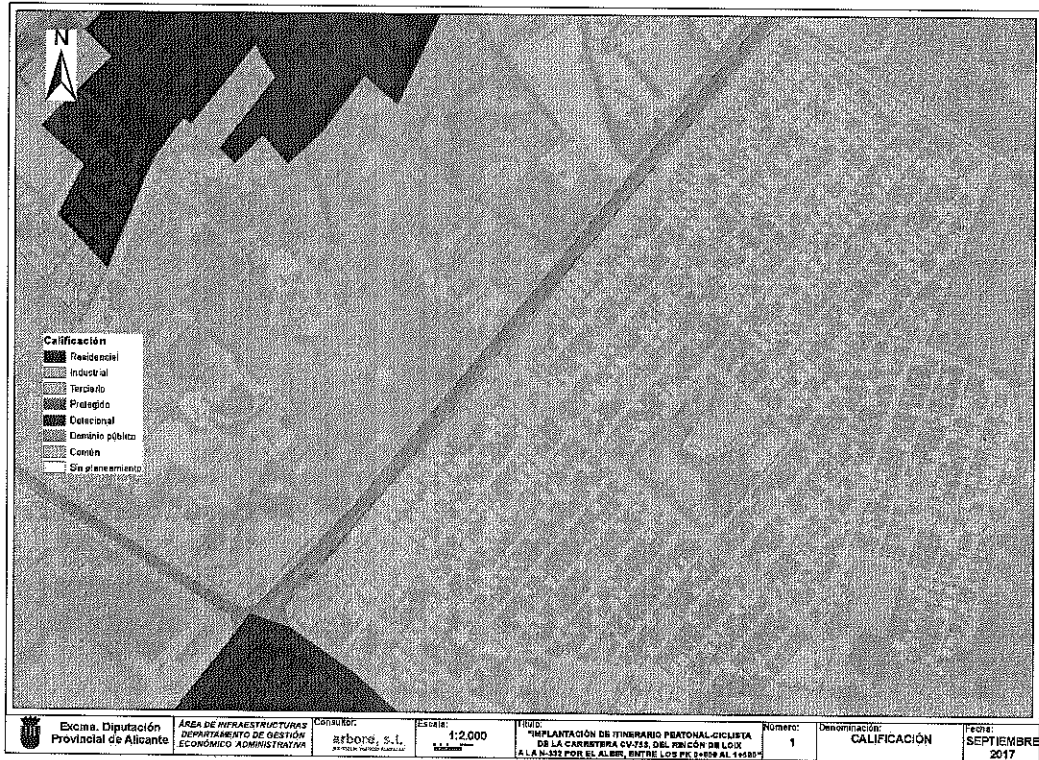 N
Calificación
Residencial
Industrial
Terciario
Protegido
Dotacional
Dominio público
Común
Sin planeamiento
Excma. Diputación
Provincial de Alicante
ÁREA DE INFRAESTRUCTURAS
DEPARTAMENTO DE GESTIÓN
ECONÓMICO ADMINISTRATIVA
Consultor:
arbore, s.l.
Escala:
1:2.000
Título:
"IMPLANTACIÓN DE ITINERARIO PEATONAL-CICLISTA
DE LA CARRETERA CV-753, DEL RINCÓN DE LOIX
A LA N-332 POR EL ALBIR, ENTRE LOS PK
Número:
1
Denominación:
CALIFICACIÓN
Fecha:
SEPTIEMBRE
2017